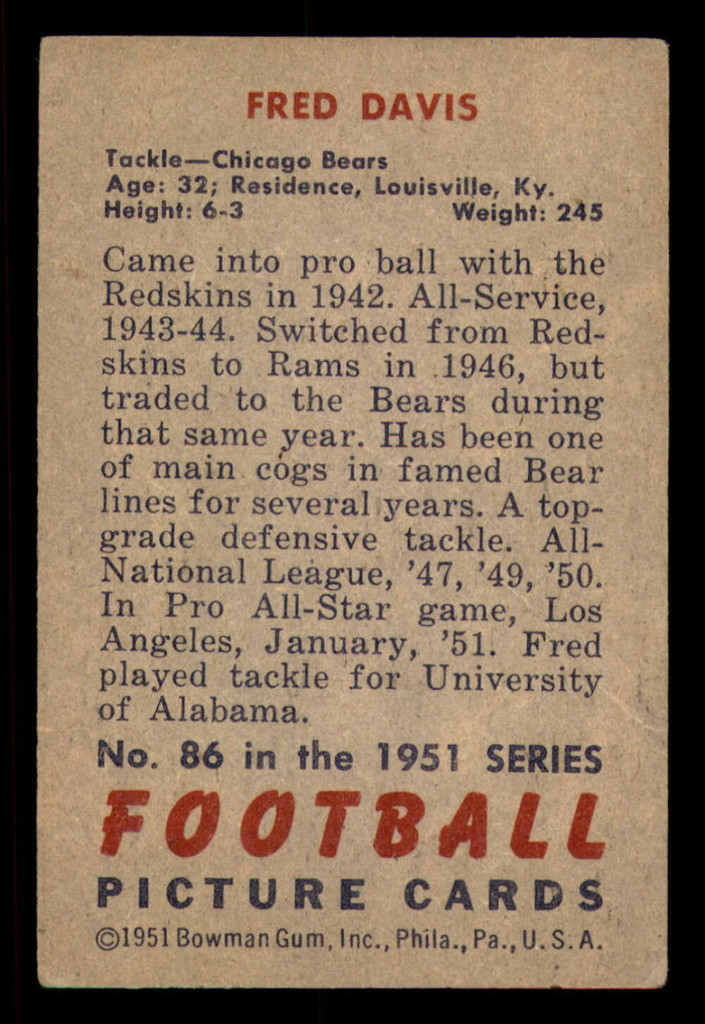 FRED DAVIS
Tackle—Chicago Bears
Age: 32; Residence, Louisville, Ky.
Height: 6-3 Weight: 245
Came into pro ball with the
Redskins in 1942. All-Service,
1943-44. Switched from Red-
skins to Rams in 1946, but
traded to the Bears during
that same year. Has been one
of main cogs in famed Bear
lines for several years. A top-
grade defensive tackle. All-
National League, '47, '49, '50.
In Pro All-Star game, Los
Angeles, January, '51. Fred
played tackle for University
of Alabama.
No. 86 in the 1951 SERIES
FOOTBALL
PICTURE CARDS
©1951 Bowman Gum, Inc., Phila., Pa., U.S.A.